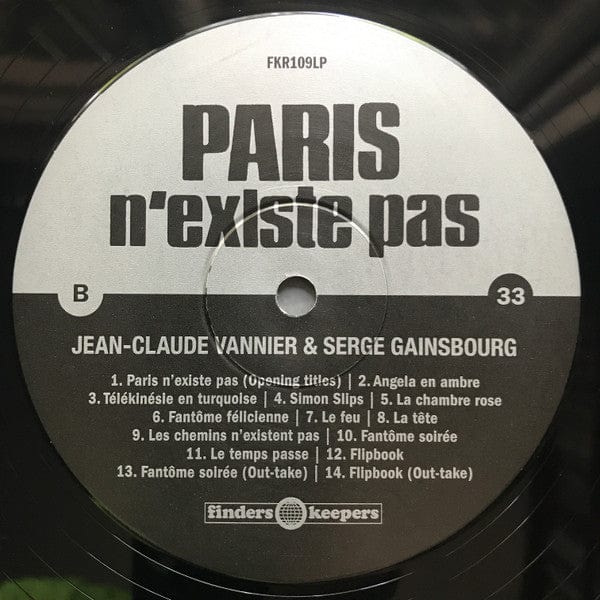 FKR109LP
PARIS
n'existe pas
B 33
JEAN-CLAUDE VANNIER & SERGE GAINSBOURG
1. Paris n'existe pas (Opening titles) | 2. Angela en ambre
3. Télékinésie en turquoise | 4. Simon Slips | 5. La chambre rose
6. Fantôme félicienne | 7. Le feu | 8. La tête
9. Les chemins n'existent pas | 10. Fantôme soirée
11. Le temps passe | 12. Flipbook
13. Fantôme soirée (Out-take) | 14. Flipbook (Out-take)
finders keepers